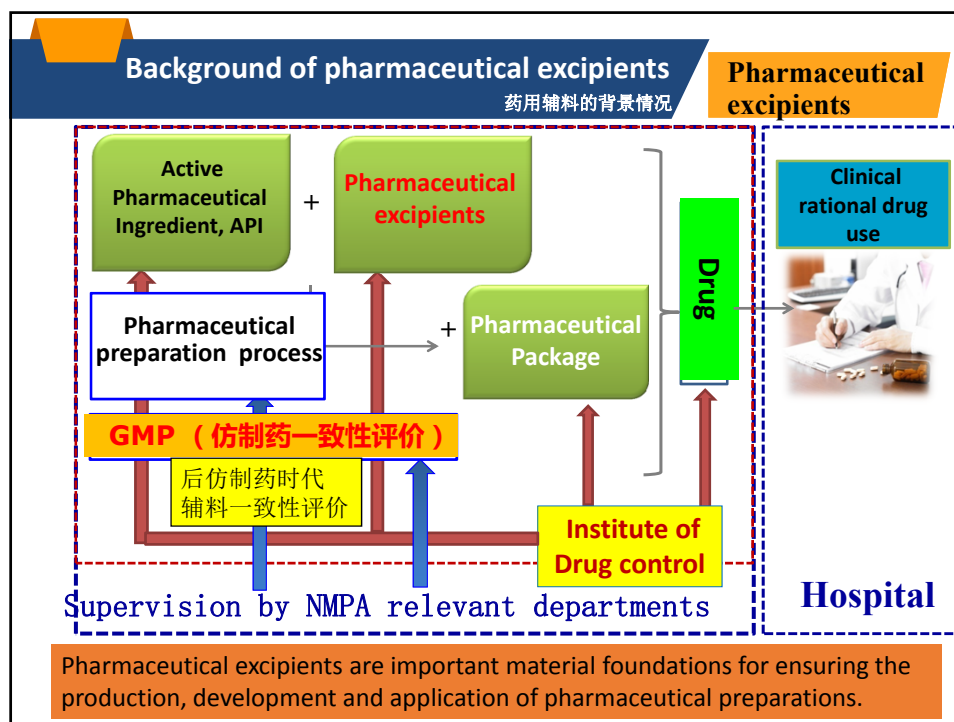 Background of pharmaceutical excipients
药用辅料的背景情况
Pharmaceutical
excipients
Active
Pharmaceutical
Ingredient, API
+
Pharmaceutical
excipients
Drug
Clinical
rational drug
use
Pharmaceutical
preparation process
+
Pharmaceutical
Package
GMP （仿制药一致性评价）
后仿制药时代
辅料一致性评价
Institute of
Drug control
Supervision by NMPA relevant departments
Hospital
Pharmaceutical excipients are important material foundations for ensuring the
production, development and application of pharmaceutical preparations.